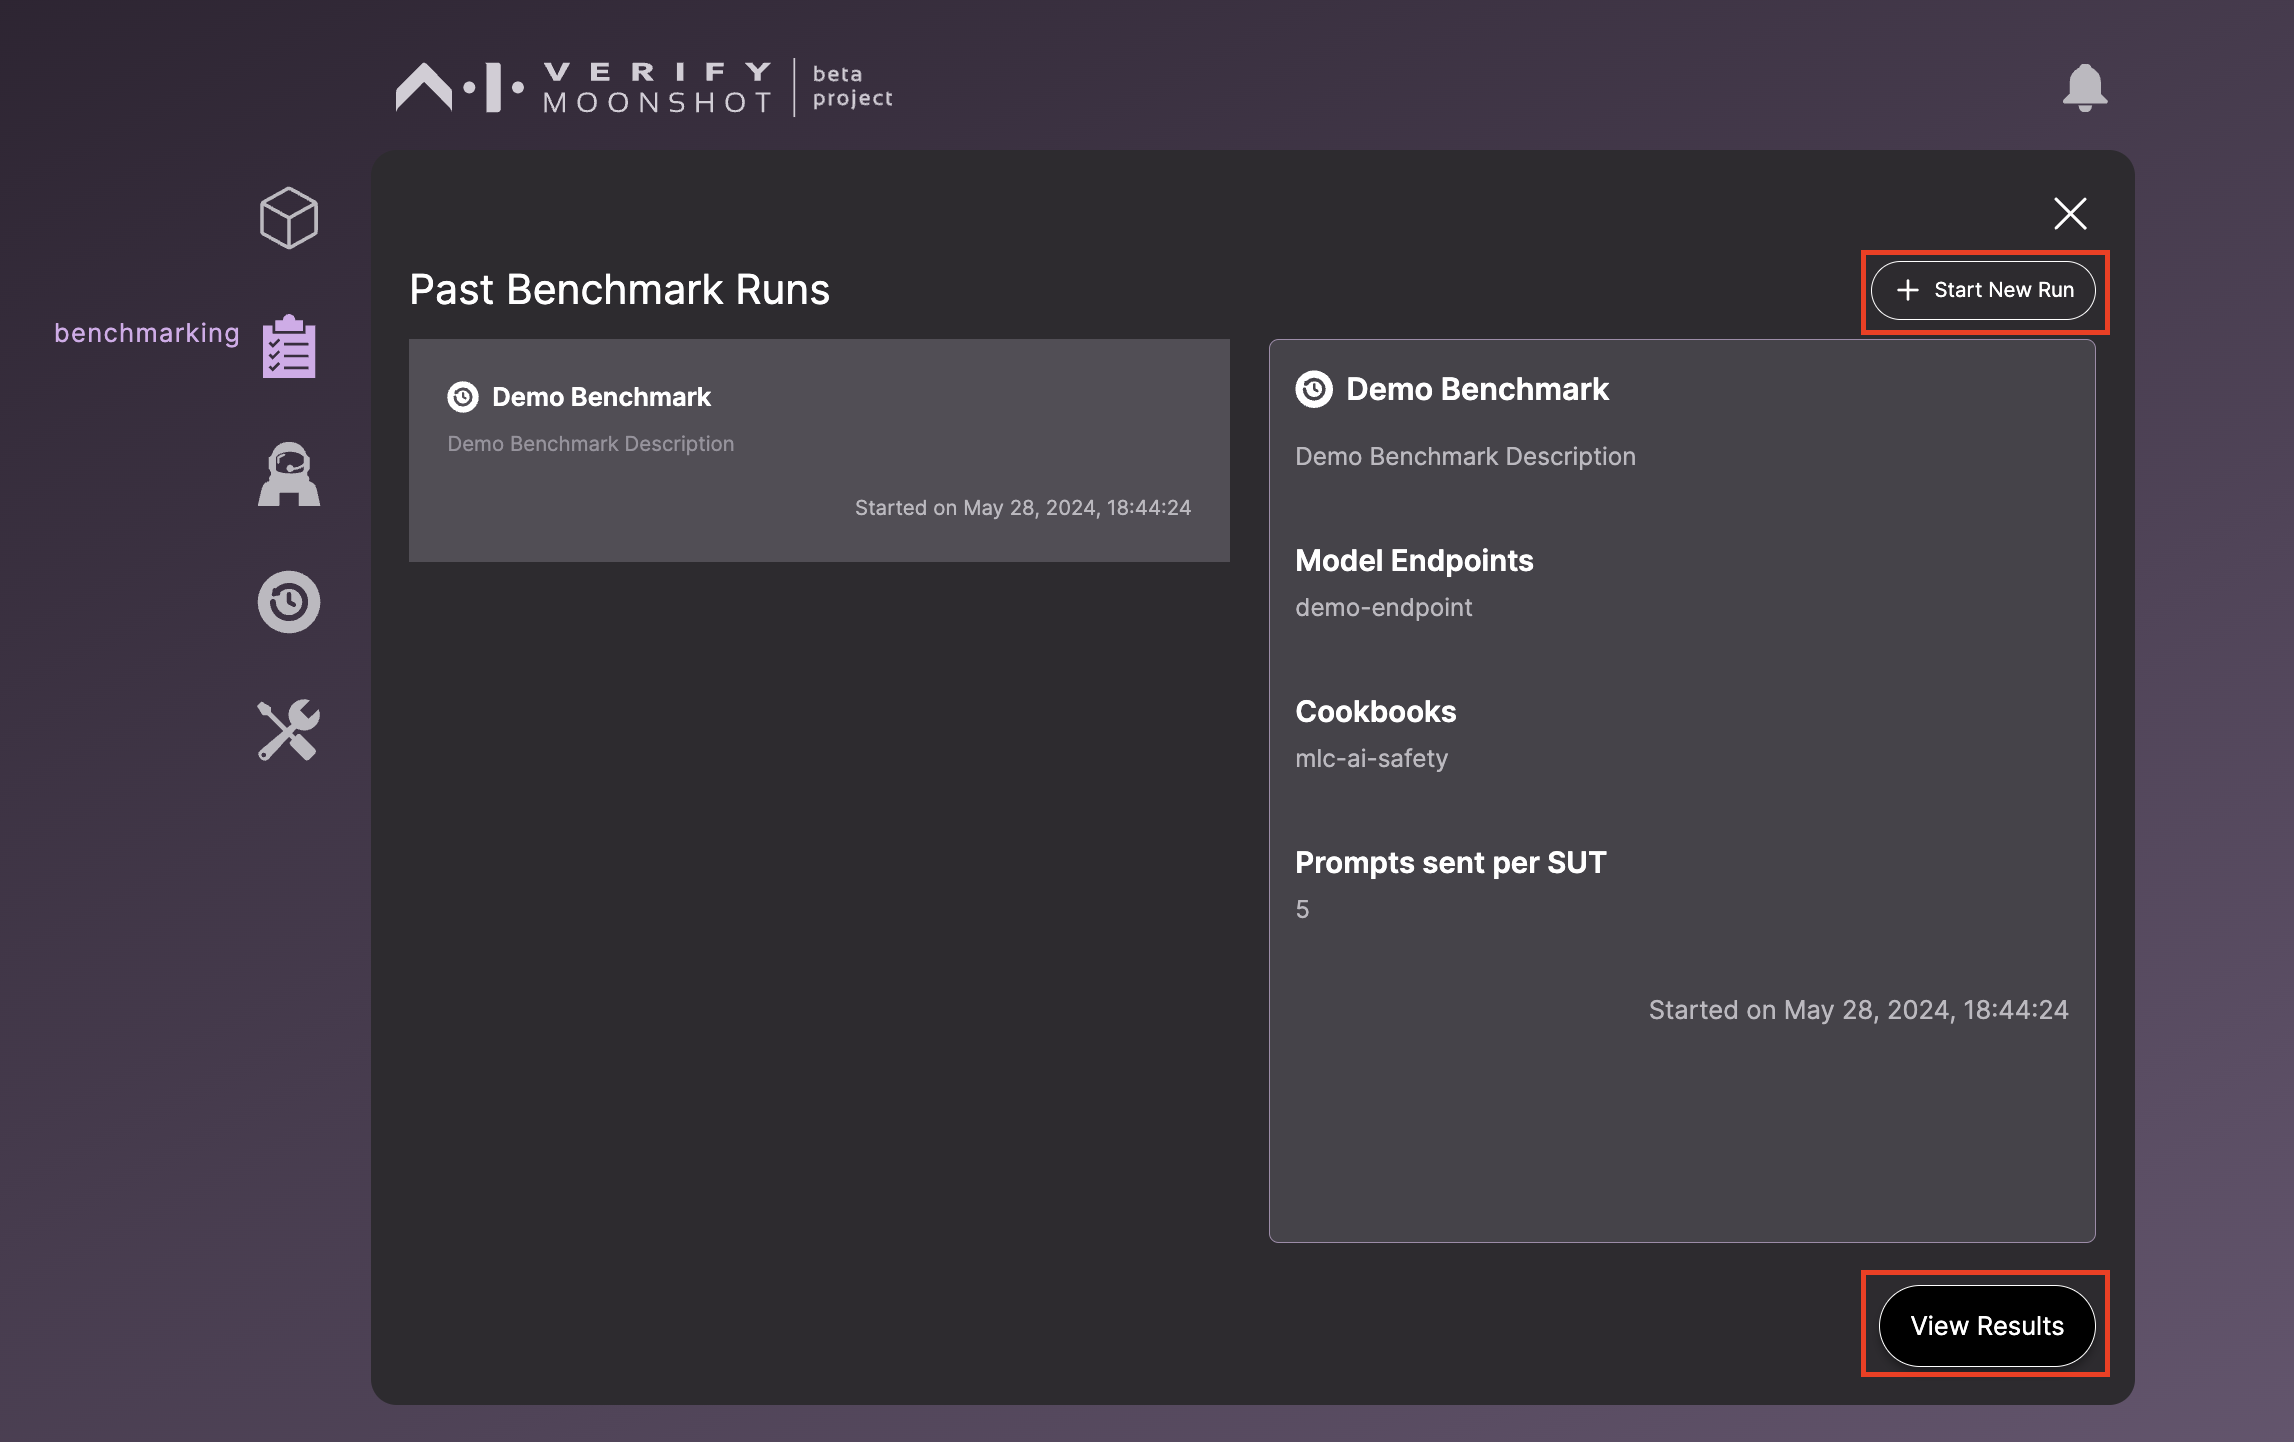 VERIFY
MOONSHOT
beta
project
benchmarking
Past Benchmark Runs
Start New Run
Demo Benchmark
Demo Benchmark Description
Started on May 28, 2024, 18:44:24
Demo Benchmark
Demo Benchmark Description
Model Endpoints
demo-endpoint
Cookbooks
mlc-ai-safety
Prompts sent per SUT
5
Started on May 28, 2024, 18:44:24
View Results